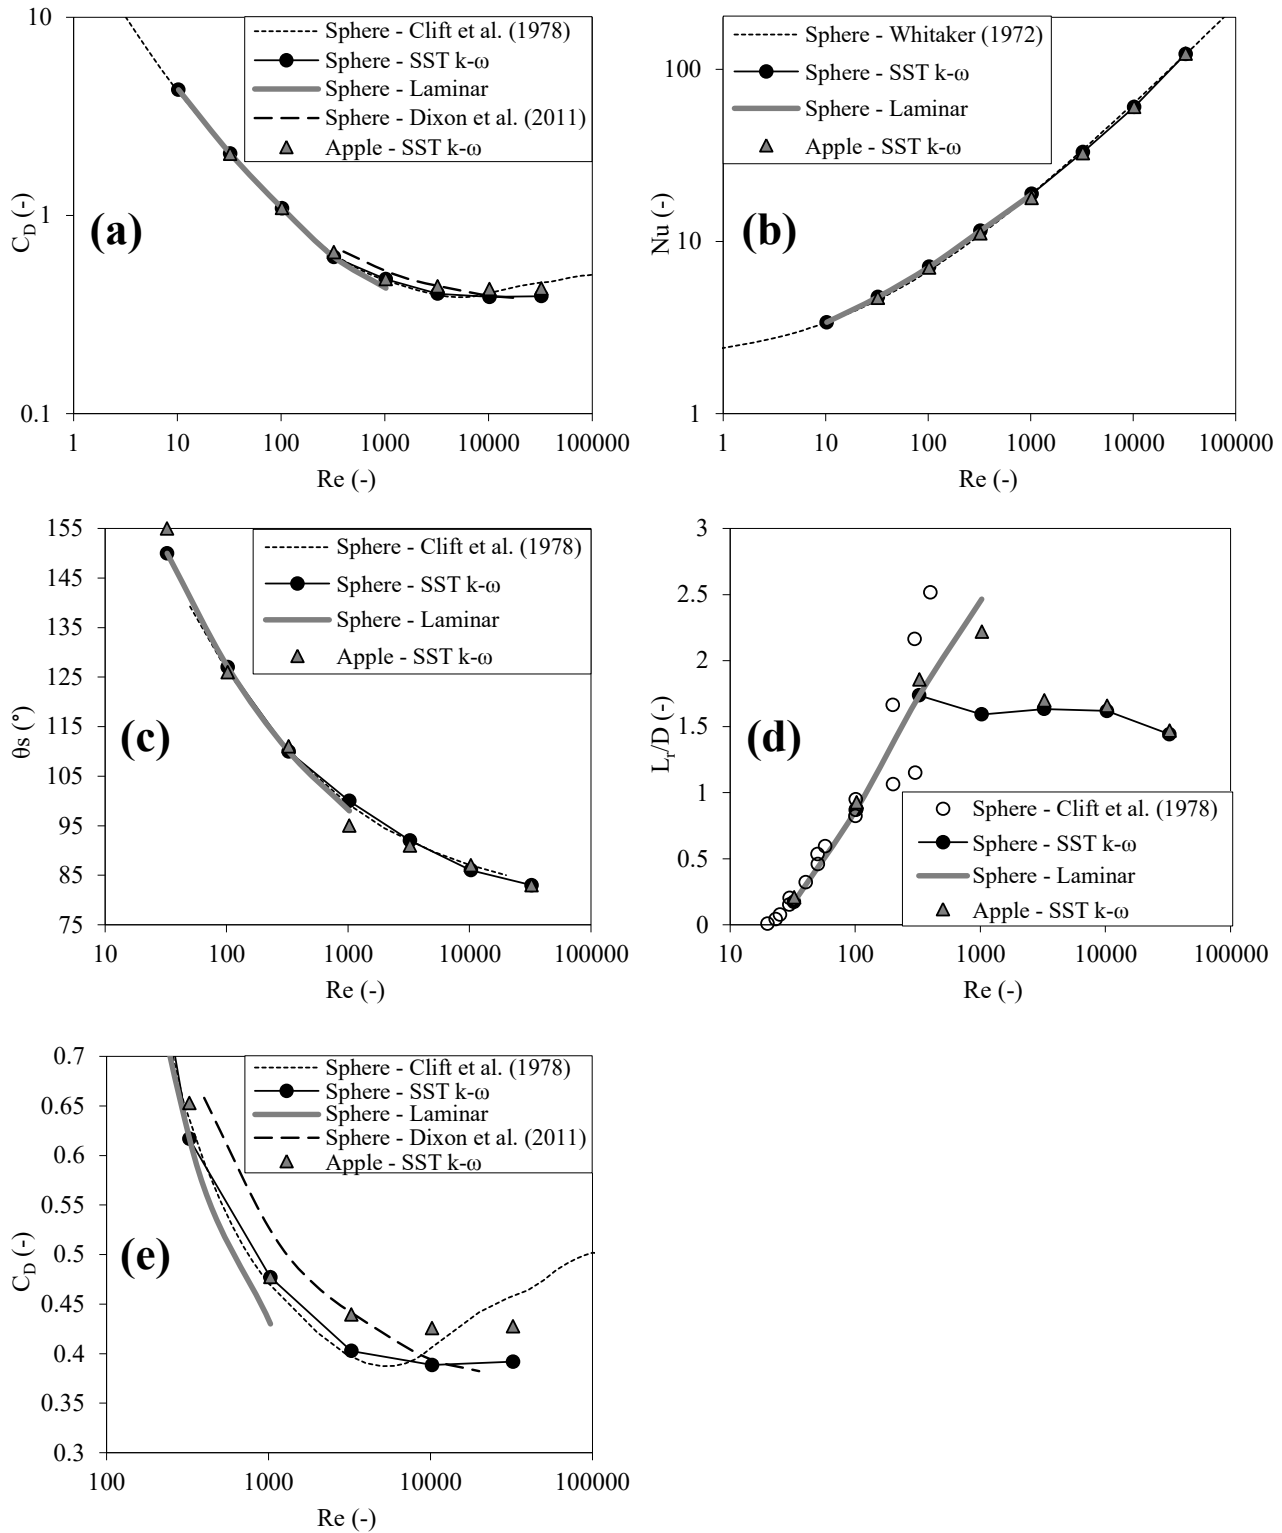 10
1
0.1
C_D (-)
(a)
Sphere - Clift et al. (1978)
Sphere - SST k-ω
Sphere - Laminar
Sphere - Dixon et al. (2011)
Apple - SST k-ω
1 10 100 1000 10000 100000
Re (-)
100
10
1
Nu (-)
(b)
Sphere - Whitaker (1972)
Sphere - SST k-ω
Sphere - Laminar
Apple - SST k-ω
1 10 100 1000 10000 100000
Re (-)
155
145
135
125
115
105
95
85
75
θs (°)
(c)
Sphere - Clift et al. (1978)
Sphere - SST k-ω
Sphere - Laminar
Apple - SST k-ω
10 100 1000 10000 100000
Re (-)
3
2.5
2
1.5
1
0.5
0
L_r/D (-)
(d)
Sphere - Clift et al. (1978)
Sphere - SST k-ω
Sphere - Laminar
Apple - SST k-ω
10 100 1000 10000 100000
Re (-)
0.7
0.65
0.6
0.55
0.5
0.45
0.4
0.35
0.3
C_D (-)
(e)
Sphere - Clift et al. (1978)
Sphere - SST k-ω
Sphere - Laminar
Sphere - Dixon et al. (2011)
Apple - SST k-ω
100 1000 10000 100000
Re (-)